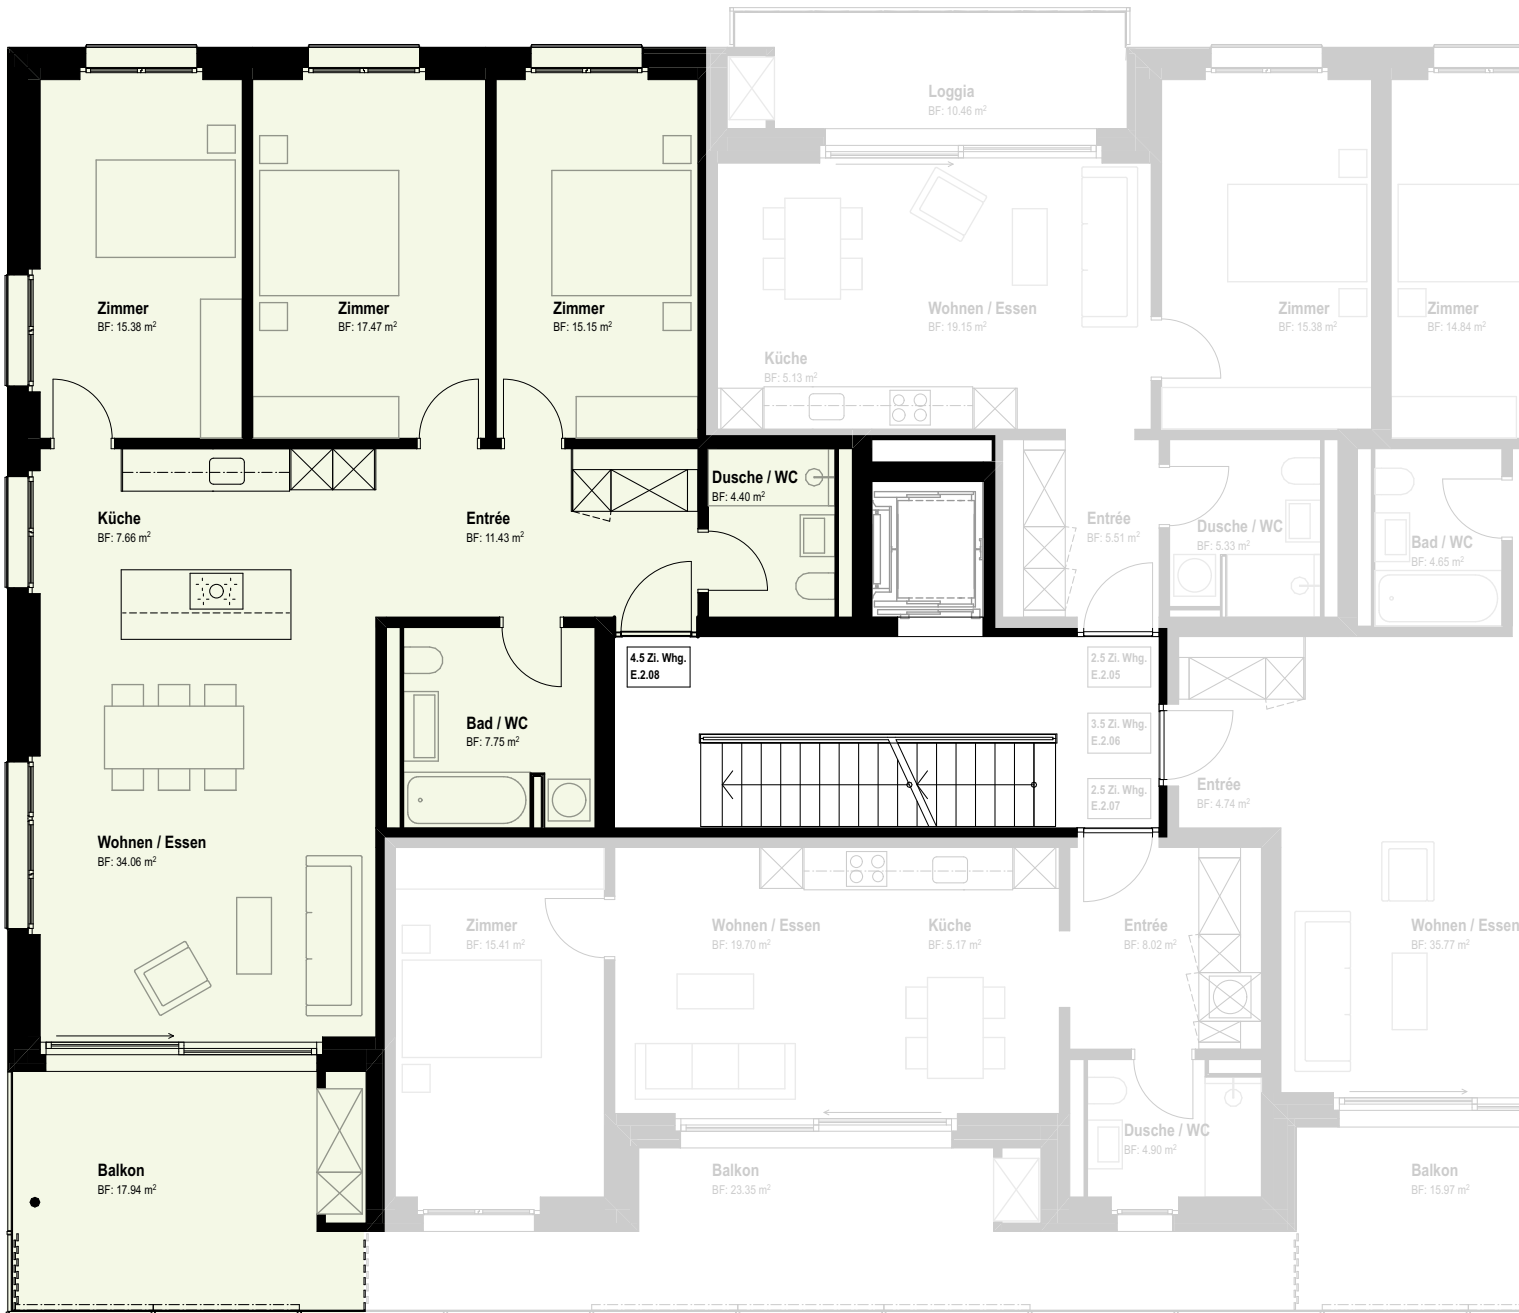 Loggia
BF: 10.46 m²
Zimmer
BF: 15.38 m²
Zimmer
BF: 17.47 m²
Zimmer
BF: 15.15 m²
Wohnen / Essen
BF: 19.15 m²
Zimmer
BF: 15.38 m²
Zimmer
BF: 14.84 m²
Küche
BF: 5.13 m²
Dusche / WC
BF: 4.40 m²
Küche
BF: 7.66 m²
Entrée
BF: 11.43 m²
Entrée
BF: 5.51 m²
Dusche / WC
BF: 5.33 m²
Bad / WC
BF: 4.65 m²
4.5 Zi. Whg.
E.2.08
2.5 Zi. Whg.
E.2.05
Bad / WC
BF: 7.75 m²
3.5 Zi. Whg.
E.2.06
2.5 Zi. Whg.
E.2.07
Entrée
BF: 4.74 m²
Wohnen / Essen
BF: 34.06 m²
Zimmer
BF: 15.41 m²
Wohnen / Essen
BF: 19.70 m²
Küche
BF: 5.17 m²
Entrée
BF: 8.02 m²
Wohnen / Essen
BF: 35.77 m²
Dusche / WC
BF: 4.90 m²
Balkon
BF: 17.94 m²
Balkon
BF: 23.35 m²
Balkon
BF: 15.97 m²